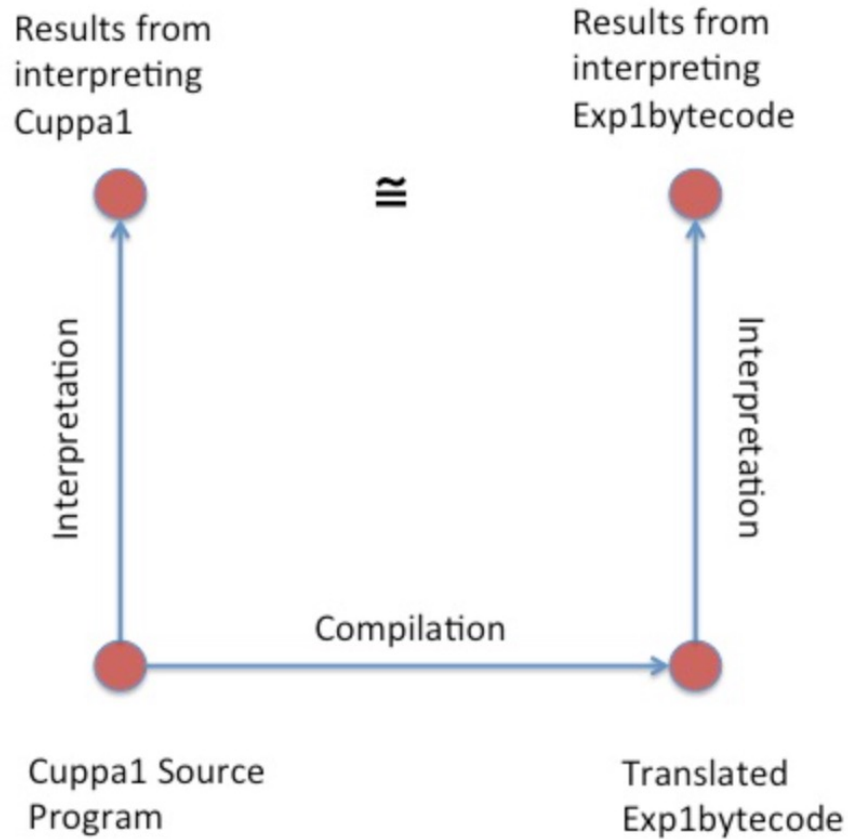 Results from
interpreting
Cuppa1
Results from
interpreting
Exp1bytecode
≅
Interpretation
Interpretation
Compilation
Cuppa1 Source
Program
Translated
Exp1bytecode